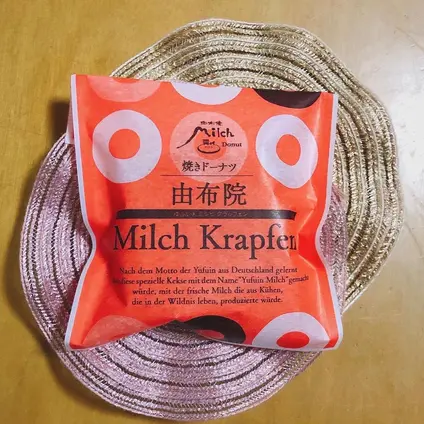 Milch
Donut
焼きドーナツ
由布院
Milch Krapfen
Nach dem Motto der Yufuin aus Deutschland gelernt
diese spezielle Kekse mit dem Name"Yufuin Milch"gemacht
würde, mit der frische Milch die aus Kühen,
die in der Wildnis leben, produzierte würde.